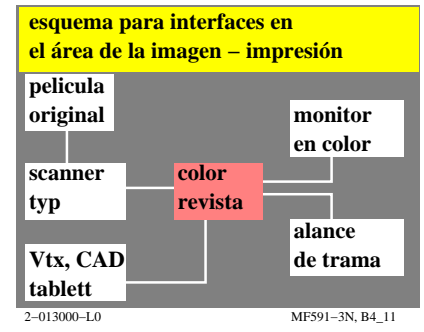 esquema para interfaces en
el área de la imagen − impresión
pelicula
original
monitor
en color
scanner
typ
color
revista
alance
de trama
Vtx, CAD
tablett
2−013000−L0
MF591−3N, B4_11